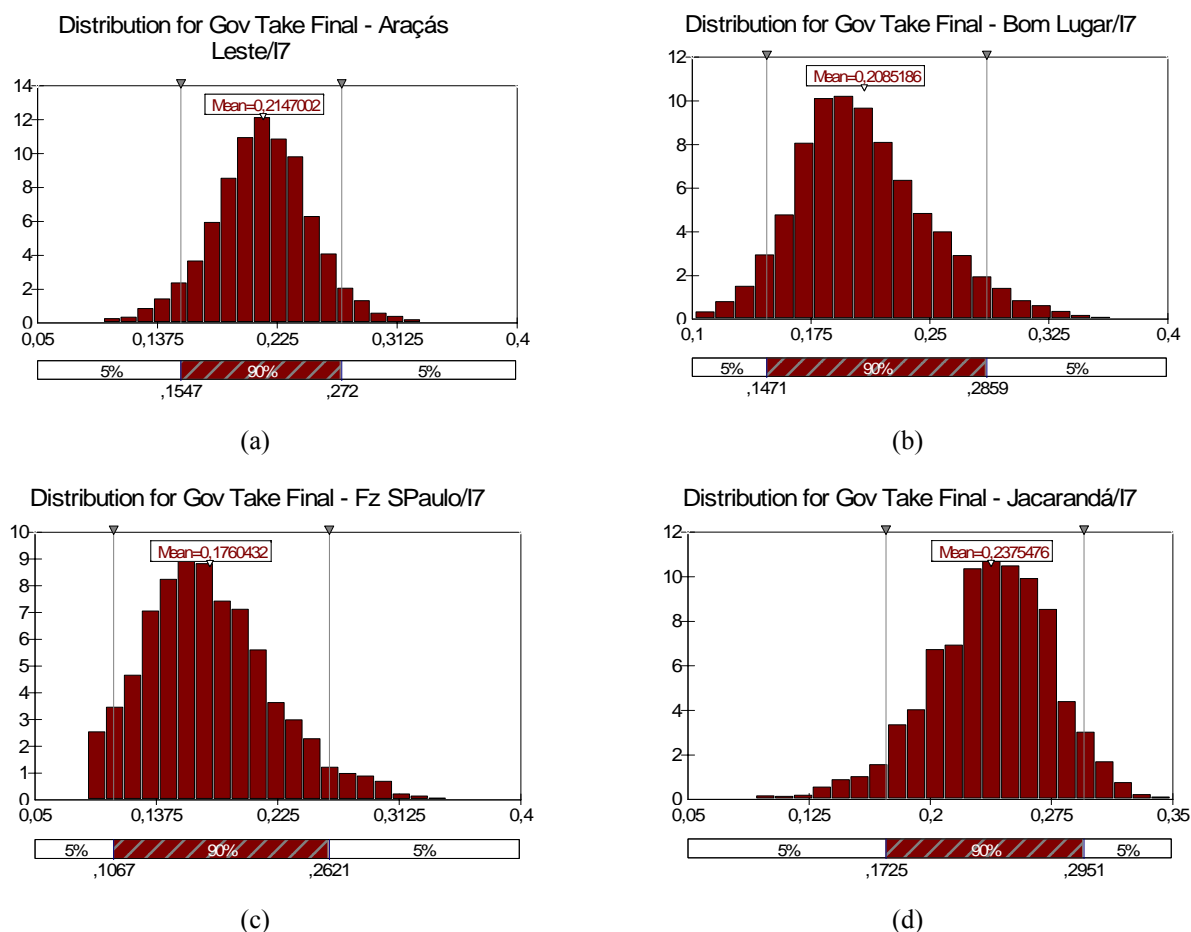 Distribution for Gov Take Final - Araçás
Leste/I7
14
12
10
8
6
4
2
0
Mean=0,2147002
0,05 0,1375 0,225 0,3125 0,4
5% 90% 5%
,1547 ,272
(a)
Distribution for Gov Take Final - Bom Lugar/I7
12
10
8
6
4
2
0
Mean=0,2085186
0,1 0,175 0,25 0,325 0,4
5% 90% 5%
,1471 ,2859
(b)
Distribution for Gov Take Final - Fz SPaulo/I7
10
9
8
7
6
5
4
3
2
1
0
Mean=0,1760432
0,05 0,1375 0,225 0,3125 0,4
5% 90% 5%
,1067 ,2621
(c)
Distribution for Gov Take Final - Jacarandá/I7
12
10
8
6
4
2
0
Mean=0,2375476
0,05 0,125 0,2 0,275 0,35
5% 90% 5%
,1725 ,2951
(d)